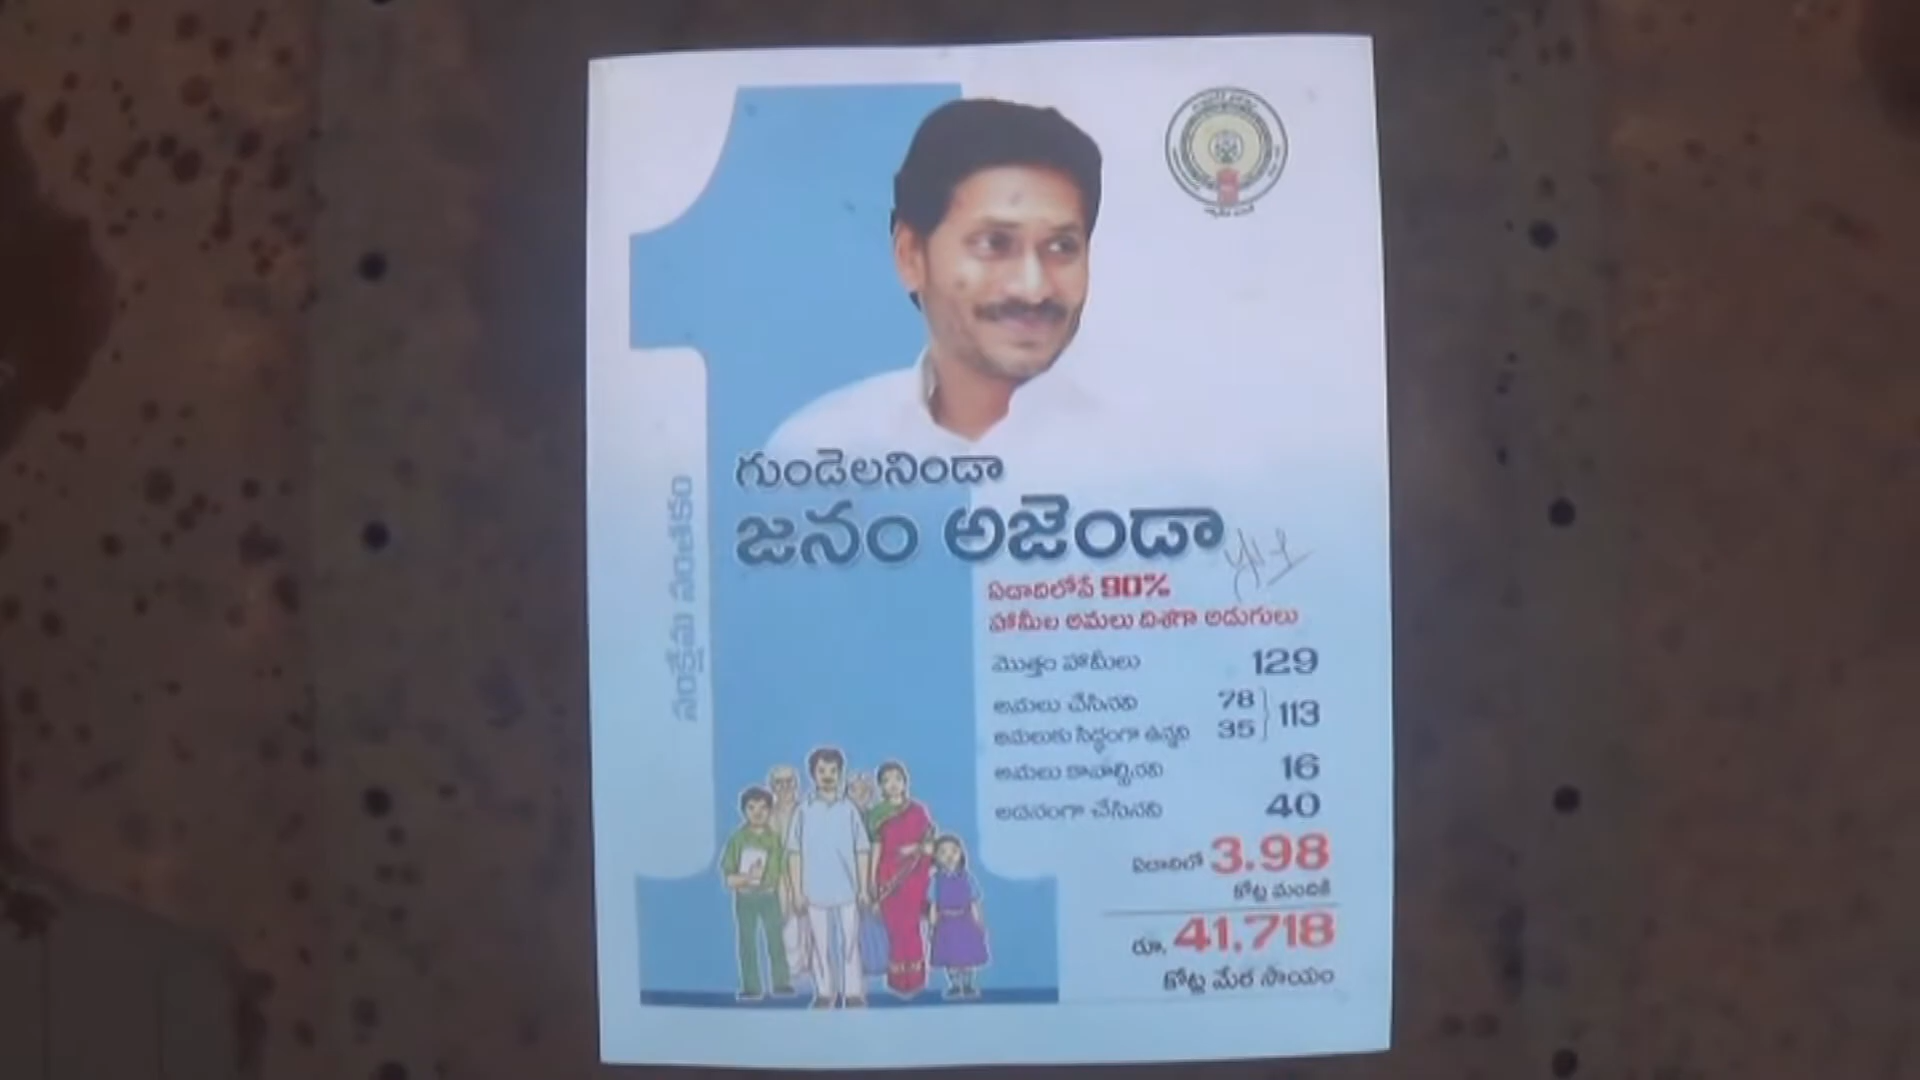 సంక్షేమ సంతకం
గుండెలనిండా
జనం అజెండా
ఏడాదిలోనే 90%
హామీల అమలు దిశగా అడుగులు
మొత్తం హామీలు 129
అమలు చేసినవి 78
అమలుకు సిద్ధంగా ఉన్నవి 35
113
అమలు కావాల్సినవి 16
అదనంగా చేసినవి 40
ఏడాదిలో 3.98
కోట్ల మందికి
రూ. 41,718
కోట్ల మేర సాయం